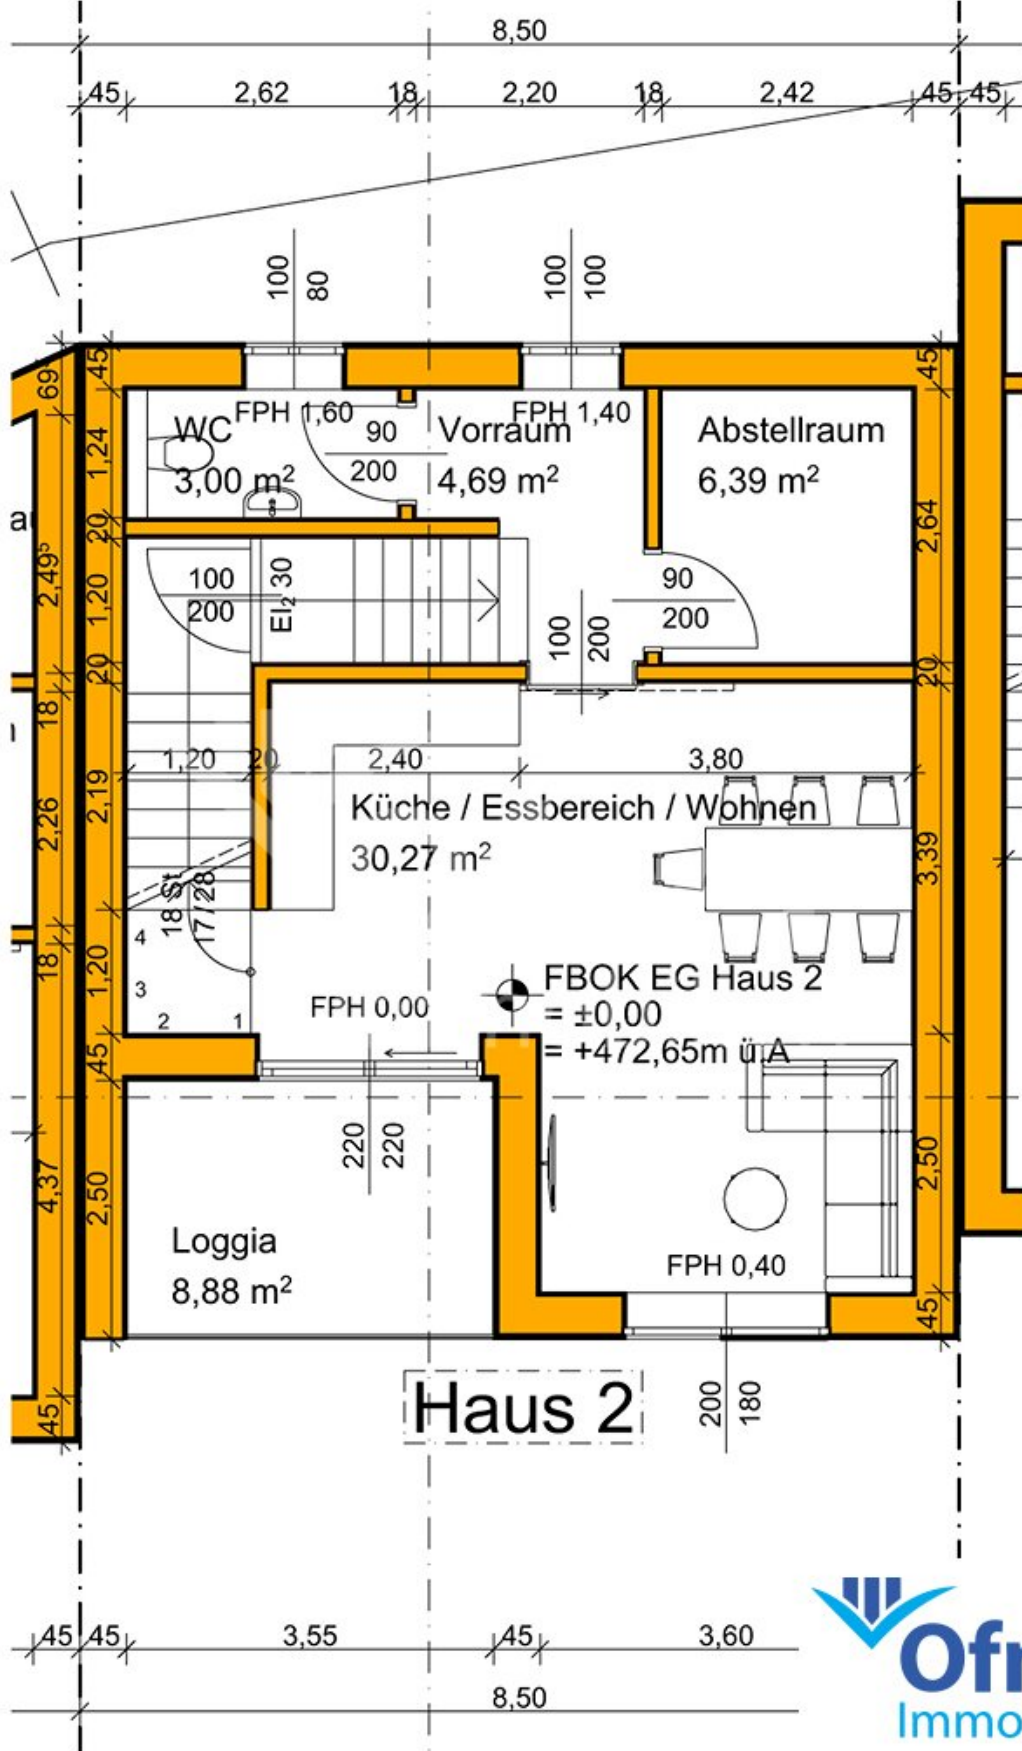 8,50
45 2,62 18 2,20 18 2,42 45 45
100
80
100
100
69⁵
45
45
FPH 1,60
FPH 1,40
WC
3,00 m²
90
200
Vorraum
4,69 m²
Abstellraum
6,39 m²
1,24
20
2,64
2,49⁵
1,20
100
200
EI₂ 30
100
200
90
200
20
20
18
1,20 20 2,40 3,80
2,19
2,26
Küche / Essbereich / Wohnen
30,27 m²
3,39
18 St
17/28
4
3
2
1
18
1,20
FPH 0,00
FBOK EG Haus 2
= ±0,00
= +472,65m ü.A
45
220
220
4,37
2,50
2,50
Loggia
8,88 m²
FPH 0,40
45
45
Haus 2
200
180
45 45 3,55 45 3,60
8,50
Immo